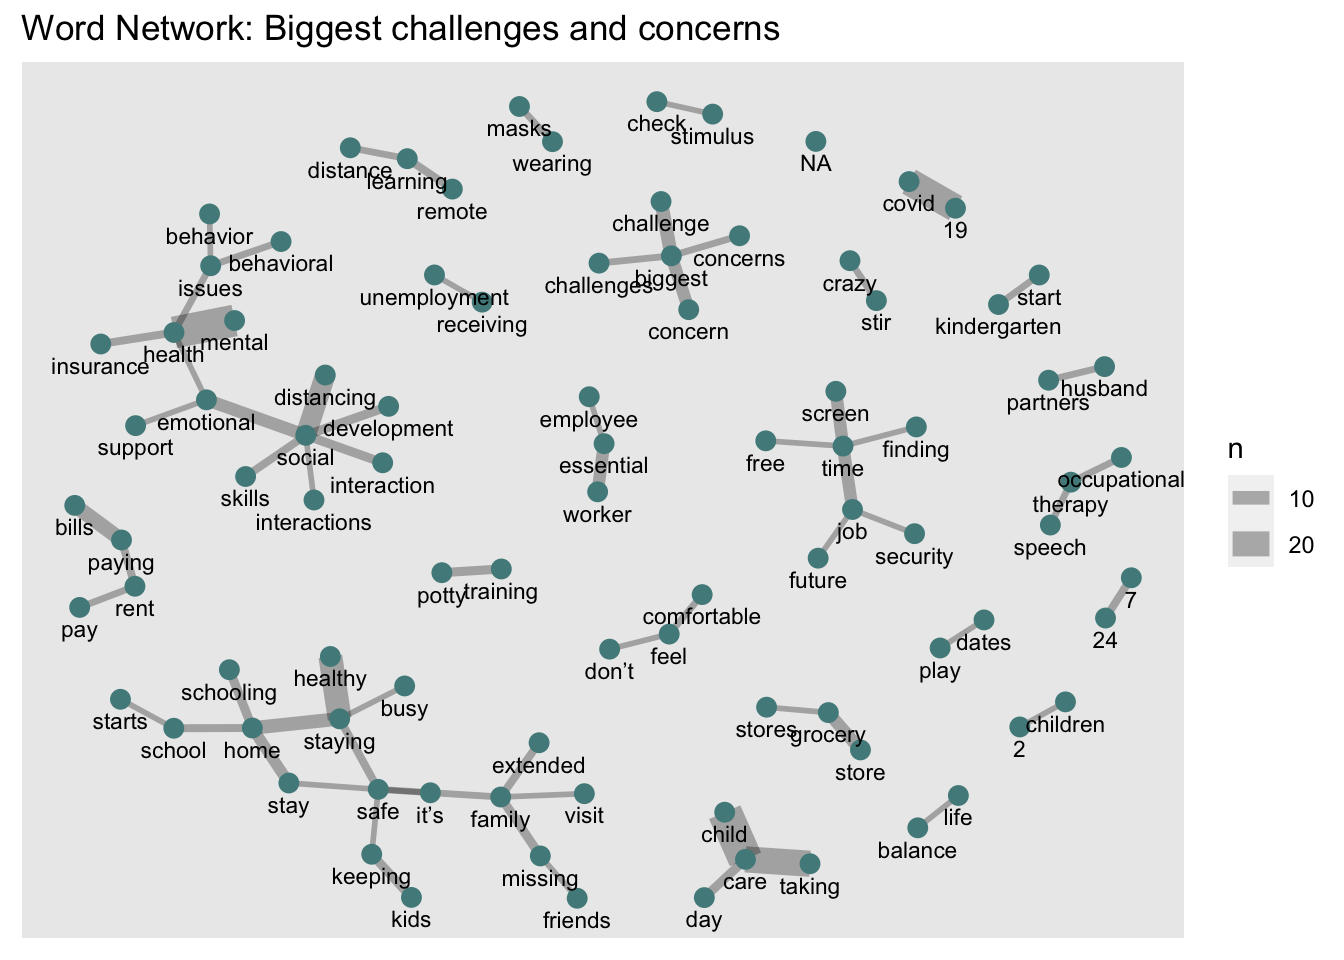 Word Network: Biggest challenges and concerns
masks
wearing
check
stimulus
NA
distance
learning
remote
covid
19
behavior
behavioral
issues
challenge
concerns
challenges
biggest
concern
unemployment
receiving
crazy
stir
start
kindergarten
mental
health
insurance
distancing
development
emotional
support
social
interaction
skills
interactions
employee
essential
worker
screen
free
time
finding
job
security
future
husband
partners
occupational
therapy
speech
n
10
20
bills
paying
rent
pay
potty
training
comfortable
feel
don’t
7
24
dates
play
schooling
healthy
busy
starts
school
home
staying
stay
safe
it’s
extended
family
visit
keeping
kids
missing
friends
stores
grocery
store
children
2
life
balance
child
care
taking
day